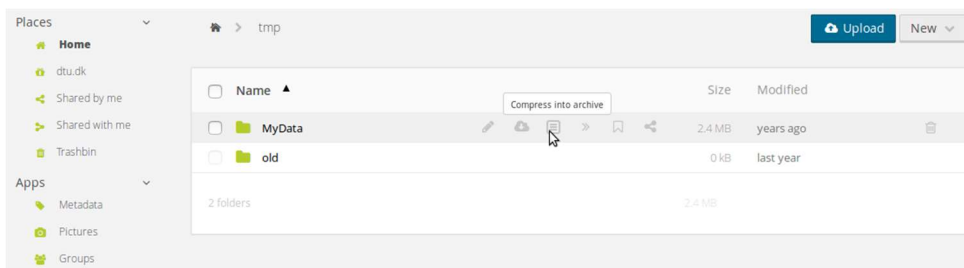 Places
Home
dtu.dk
Shared by me
Shared with me
Trashbin
Apps
Metadata
Pictures
Groups
> tmp
Upload New
Name Size Modified
Compress into archive
MyData 2.4 MB years ago
old 0 kB last year
2 folders 2.4 MB